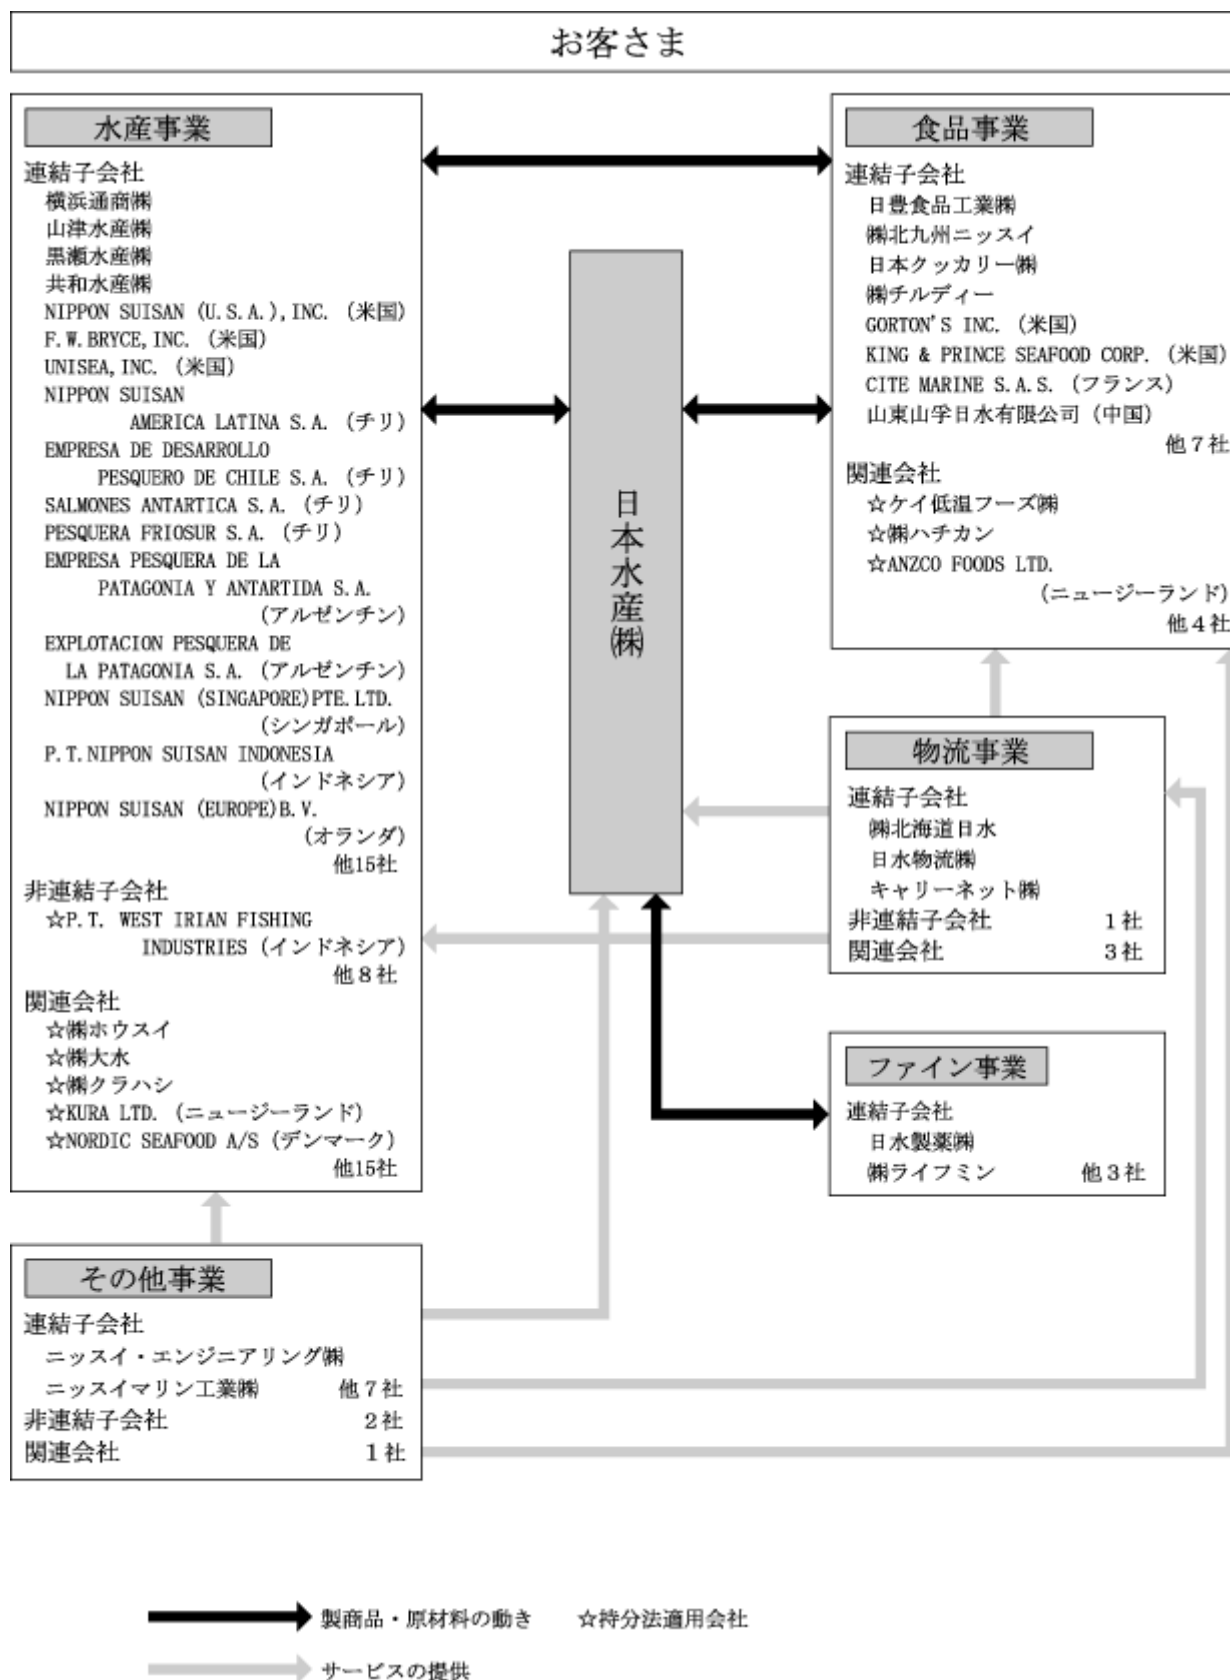 お客さま
水産事業
連結子会社
横浜通商㈱
山津水産㈱
黒瀬水産㈱
共和水産㈱
NIPPON SUISAN (U.S.A.),INC. (米国)
F.W.BRYCE,INC. (米国)
UNISEA,INC. (米国)
NIPPON SUISAN
AMERICA LATINA S.A. (チリ)
EMPRESA DE DESARROLLO
PESQUERO DE CHILE S.A. (チリ)
SALMONES ANTARTICA S.A. (チリ)
PESQUERA FRIOSUR S.A. (チリ)
EMPRESA PESQUERA DE LA
PATAGONIA Y ANTARTIDA S.A.
(アルゼンチン)
EXPLOTACION PESQUERA DE
LA PATAGONIA S.A. (アルゼンチン)
NIPPON SUISAN (SINGAPORE)PTE.LTD.
(シンガポール)
P.T.NIPPON SUISAN INDONESIA
(インドネシア)
NIPPON SUISAN (EUROPE)B.V.
(オランダ)
他15社
非連結子会社
☆P.T. WEST IRIAN FISHING
INDUSTRIES (インドネシア)
他８社
関連会社
☆㈱ホウスイ
☆㈱大水
☆㈱クラハシ
☆KURA LTD. (ニュージーランド)
☆NORDIC SEAFOOD A/S (デンマーク)
他15社
日本水産㈱
食品事業
連結子会社
日豊食品工業㈱
㈱北九州ニッスイ
日本クッカリー㈱
㈱チルディー
GORTON'S INC. (米国)
KING & PRINCE SEAFOOD CORP. (米国)
CITE MARINE S.A.S. (フランス)
山東山孚日水有限公司 (中国)
他７社
関連会社
☆ケイ低温フーズ㈱
☆㈱ハチカン
☆ANZCO FOODS LTD.
(ニュージーランド)
他４社
物流事業
連結子会社
㈱北海道日水
日水物流㈱
キャリーネット㈱
非連結子会社 １社
関連会社 ３社
ファイン事業
連結子会社
日水製薬㈱
㈱ライフミン 他３社
その他事業
連結子会社
ニッスイ・エンジニアリング㈱
ニッスイマリン工業㈱ 他７社
非連結子会社 ２社
関連会社 １社
製商品・原材料の動き ☆持分法適用会社
サービスの提供